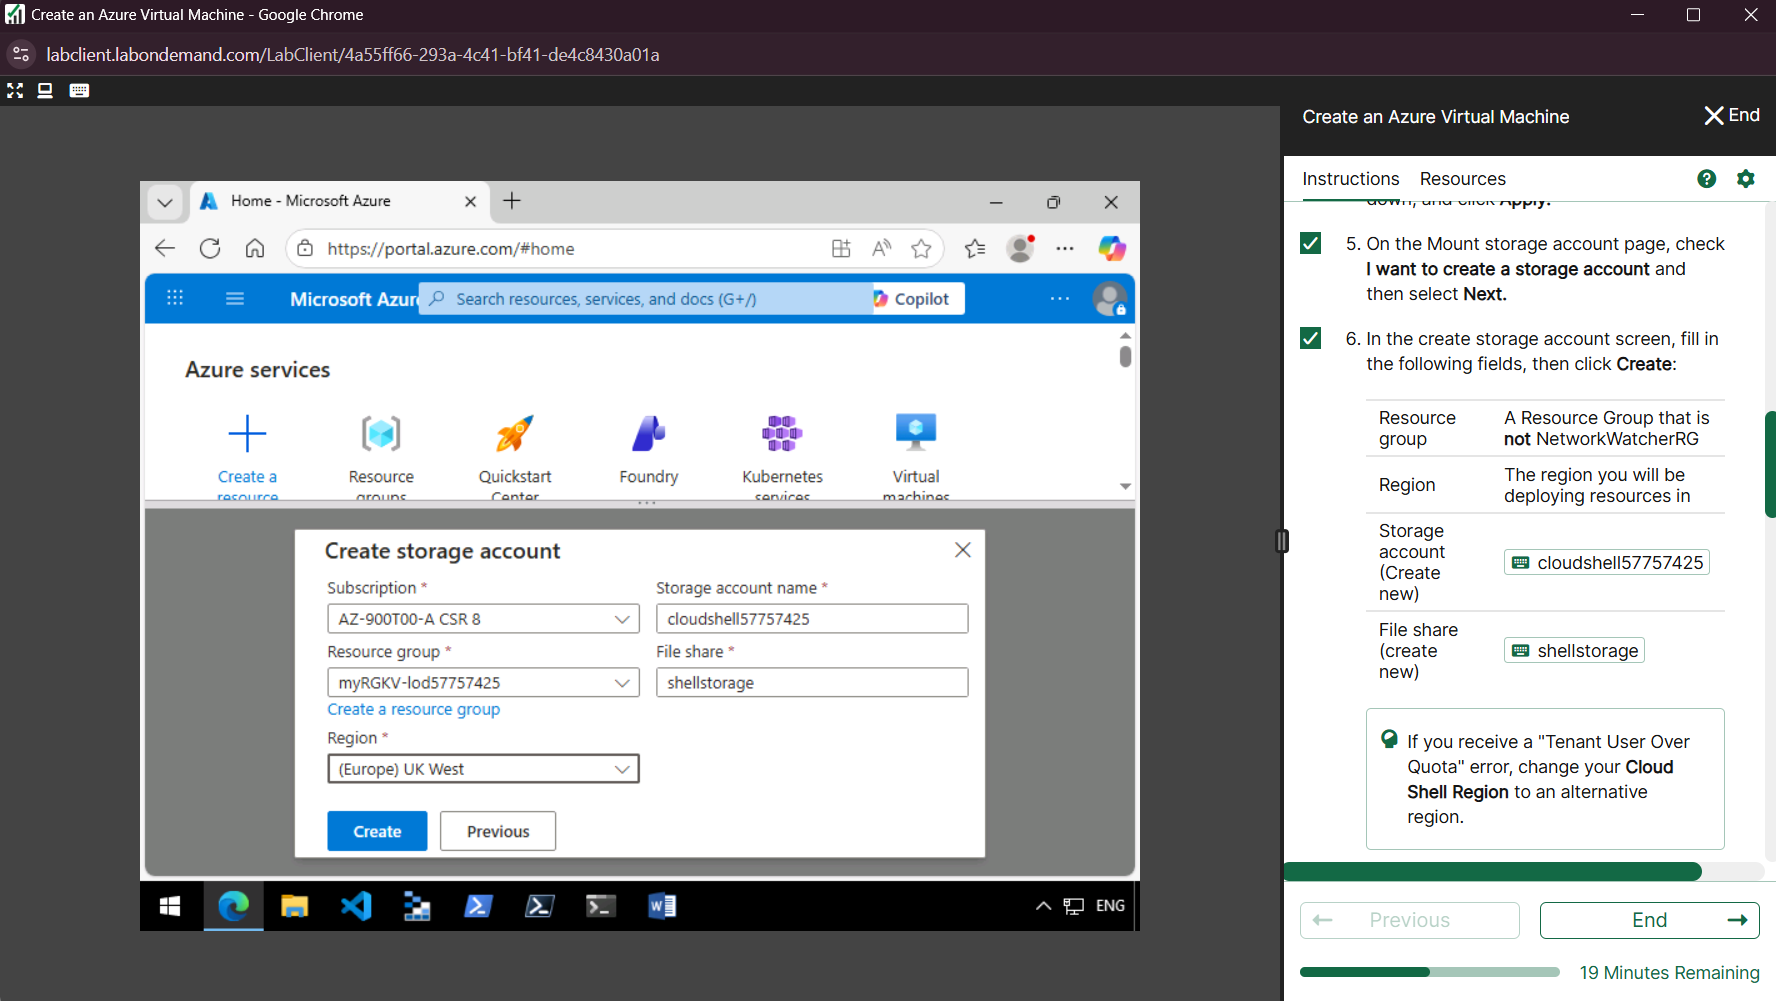 Create an Azure Virtual Machine - Google Chrome
labclient.labondemand.com/LabClient/4a55ff66-293a-4c41-bf41-de4c8430a01a
Create an Azure Virtual Machine
End
Instructions
Resources
down, and click Apply.
5. On the Mount storage account page, check
I want to create a storage account and
then select Next.
6. In the create storage account screen, fill in
the following fields, then click Create:
Resource group
A Resource Group that is
not NetworkWatcherRG
Region
The region you will be
deploying resources in
Storage
account
(Create
new)
cloudshell57757425
File share
(create
new)
shellstorage
If you receive a "Tenant User Over
Quota" error, change your Cloud
Shell Region to an alternative
region.
Previous
End
19 Minutes Remaining
Home - Microsoft Azure
https://portal.azure.com/#home
Microsoft Azur
Search resources, services, and docs (G+/)
Copilot
Azure services
Create a
resource
Resource
groups
Quickstart
Center
Foundry
Kubernetes
services
Virtual
machines
Create storage account
Subscription *
AZ-900T00-A CSR 8
Storage account name *
cloudshell57757425
Resource group *
myRGKV-lod57757425
File share *
shellstorage
Create a resource group
Region *
(Europe) UK West
Create
Previous
ENG